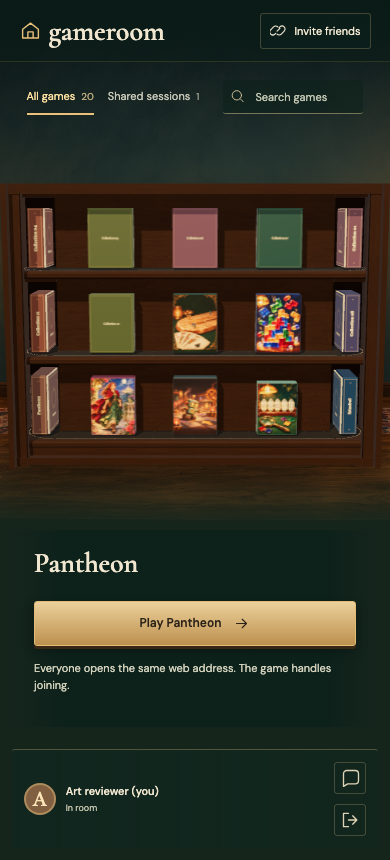 gameroom
Invite friends
All games 20
Shared sessions 1
Search games
Pantheon
Play Pantheon
Everyone opens the same web address. The game handles
joining.
A
Art reviewer (you)
In room